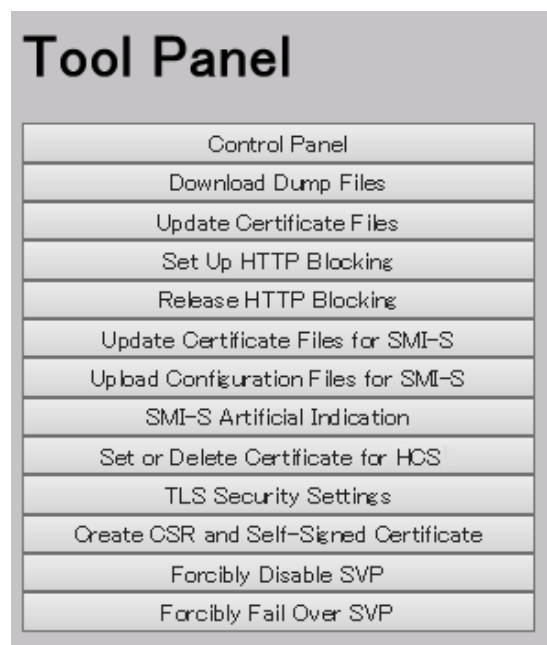 Tool Panel
Control Panel
Download Dump Files
Update Certificate Files
Set Up HTTP Blocking
Release HTTP Blocking
Update Certificate Files for SMI-S
Upload Configuration Files for SMI-S
SMI-S Artificial Indication
Set or Delete Certificate for HCS
TLS Security Settings
Create CSR and Self-Signed Certificate
Forcibly Disable SVP
Forcibly Fail Over SVP